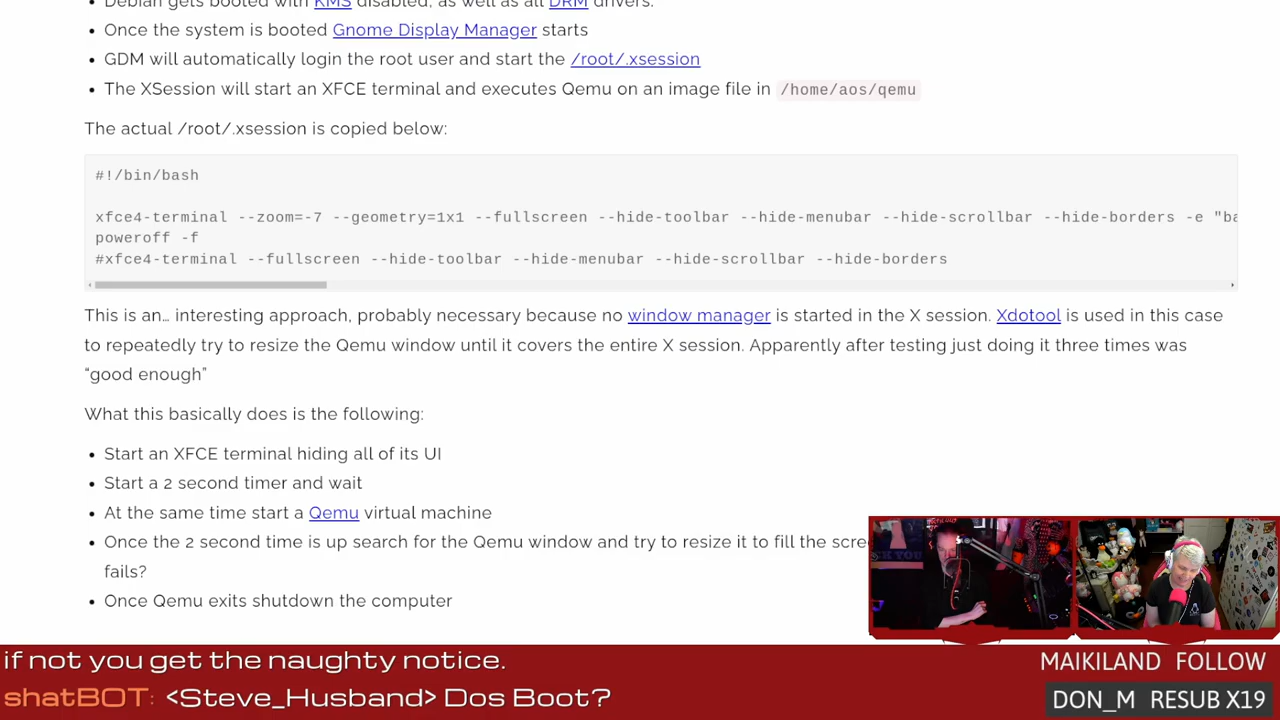 Debian gets booted with KMS disabled, as well as all DRM drivers.
Once the system is booted Gnome Display Manager starts
GDM will automatically login the root user and start the /root/.xsession
The XSession will start an XFCE terminal and executes Qemu on an image file in /home/aos/qemu
The actual /root/.xsession is copied below:
#!/bin/bash
xfce4-terminal --zoom=-7 --geometry=1x1 --fullscreen --hide-toolbar --hide-menubar --hide-scrollbar --hide-borders -e "ba
poweroff -f
#xfce4-terminal --fullscreen --hide-toolbar --hide-menubar --hide-scrollbar --hide-borders
This is an… interesting approach, probably necessary because no window manager is started in the X session. Xdotool is used in this case
to repeatedly try to resize the Qemu window until it covers the entire X session. Apparently after testing just doing it three times was
“good enough”
What this basically does is the following:
Start an XFCE terminal hiding all of its UI
Start a 2 second timer and wait
At the same time start a Qemu virtual machine
Once the 2 second time is up search for the Qemu window and try to resize it to fill the scre
fails?
Once Qemu exits shutdown the computer
if not you get the naughty notice.
shatBOT: <Steve_Husband> Dos Boot?
MAIKILAND FOLLOW
DON_M RESUB X19